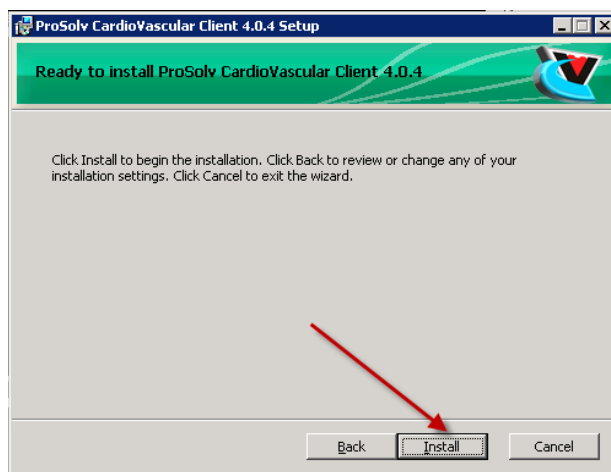 ProSolv CardioVascular Client 4.0.4 Setup
Ready to install ProSolv CardioVascular Client 4.0.4
Click Install to begin the installation. Click Back to review or change any of your
installation settings. Click Cancel to exit the wizard.
Back Install Cancel